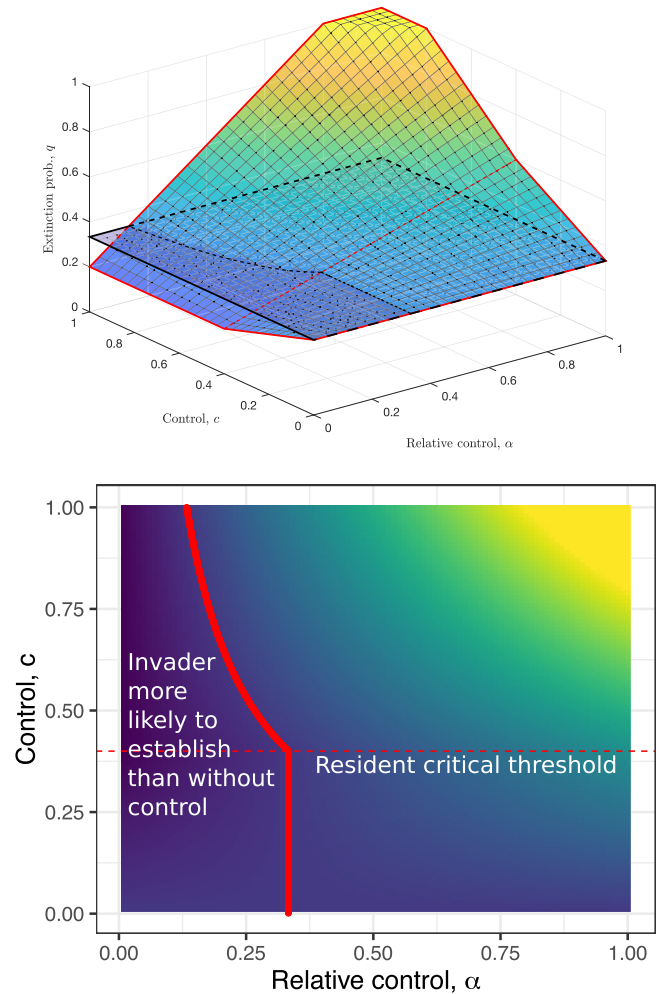 1
0.8
0.6
0.4
0.2
0
Extinction prob., q
1
0.8
0.6
0.4
0.2
0
Control, c
0
0.2
0.4
0.6
0.8
1
Relative control, α
1.00
0.75
0.50
0.25
0.00
Control, c
Invader
more
likely to
establish
than without
control
Resident critical threshold
0.00
0.25
0.50
0.75
1.00
Relative control, α